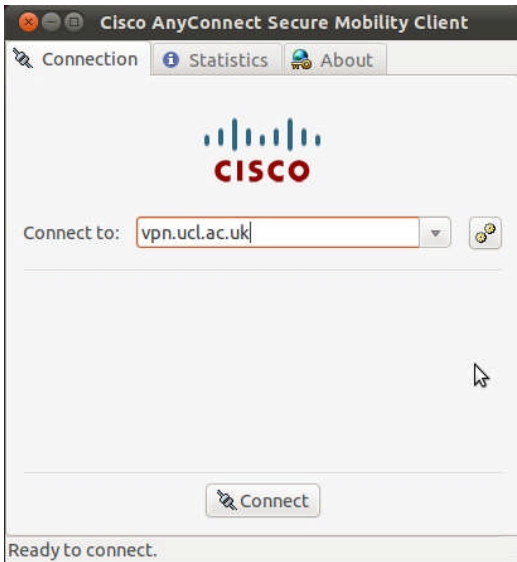 Cisco AnyConnect Secure Mobility Client
Connection Statistics About
CISCO
Connect to: vpn.ucl.ac.uk
Connect
Ready to connect.